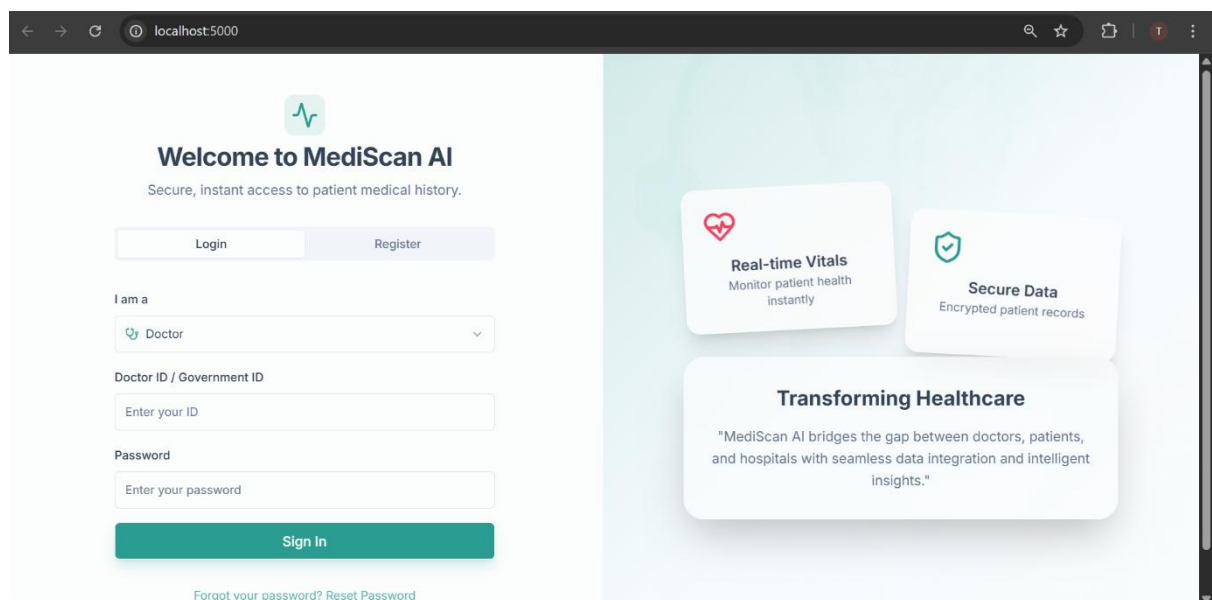 localhost:5000
T
Welcome to MediScan AI
Secure, instant access to patient medical history.
Login
Register
I am a
Doctor
Doctor ID / Government ID
Enter your ID
Password
Enter your password
Sign In
Forgot your password? Reset Password
Real-time Vitals
Monitor patient health
instantly
Secure Data
Encrypted patient records
Transforming Healthcare
"MediScan AI bridges the gap between doctors, patients,
and hospitals with seamless data integration and intelligent
insights."